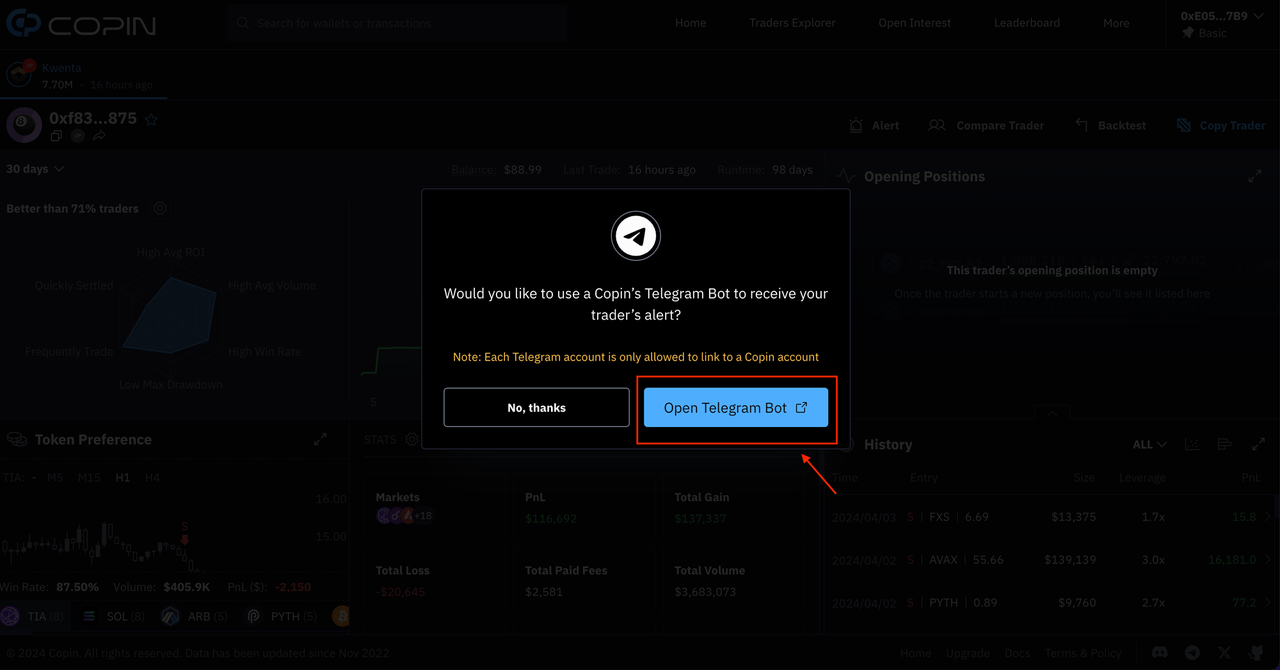 COPIN
Search for wallets or transactions
Home
Traders Explorer
Open Interest
Leaderboard
More
0xE05...7B9
Basic
Kwenta
7.70M - 16 hours ago
0xf83...875
Alert
Compare Trader
Backtest
Copy Trader
30 days
Balance: $88.99
Last Trade: 16 hours ago
Runtime: 98 days
Opening Positions
Better than 71% traders
High Avg ROI
Quickly Settled
High Avg Volume
Frequently Trade
High Win Rate
Low Max Drawdown
This trader's opening position is empty
Once the trader starts a new position, you'll see it listed here
Would you like to use a Copin's Telegram Bot to receive your
trader's alert?
Note: Each Telegram account is only allowed to link to a Copin account
No, thanks
Open Telegram Bot
5
Token Preference
TIA: - M5 M15 H1 H4
16.00
15.00
S
Win Rate: 87.50% Volume: $405.9K PnL ($): -2,150
TIA (8) SOL (8) ARB (5) PYTH (5)
STATS
Markets
+18
PnL
$116,692
Total Gain
$137,337
Total Loss
-$20,645
Total Paid Fees
$2,581
Total Volume
$3,683,073
History
ALL
Time Entry Size Leverage PnL
2024/04/03 S | FXS | 6.69 $13,375 1.7x 15.8
2024/04/02 S | AVAX | 55.66 $139,139 3.0x 16,181.0
2024/04/02 S | PYTH | 0.89 $9,760 2.7x 77.2
© 2024 Copin. All rights reserved. Data has been updated since Nov 2022
Home Upgrade Docs Terms & Policy